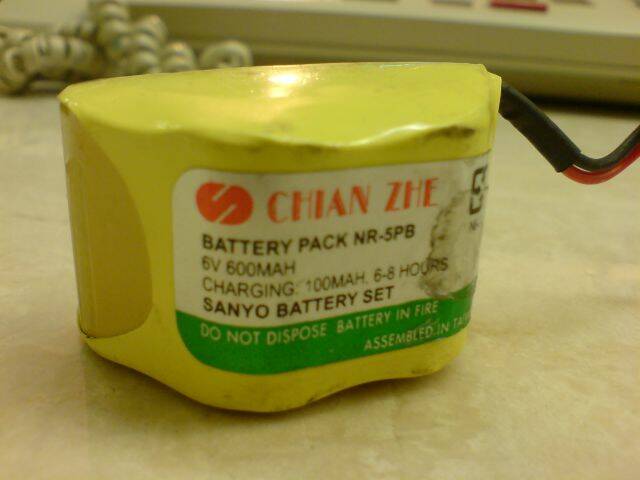 CHIAN ZHE
BATTERY PACK NR-5PB
6V 600MAH
CHARGING: 100MAH. 6-8 HOURS
SANYO BATTERY SET
DO NOT DISPOSE BATTERY IN FIRE
ASSEMBLED IN